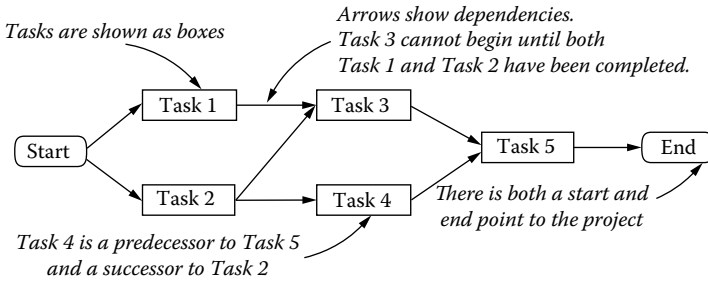 Tasks are shown as boxes
Arrows show dependencies.
Task 3 cannot begin until both
Task 1 and Task 2 have been completed.
Task 1
Task 3
Start
Task 5
End
Task 2
Task 4
There is both a start and
end point to the project
Task 4 is a predecessor to Task 5
and a successor to Task 2